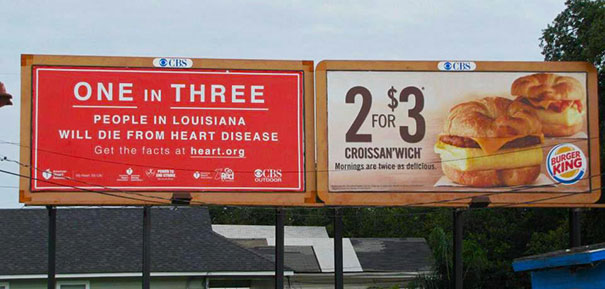 CBS
ONE IN THREE
PEOPLE IN LOUISIANA
WILL DIE FROM HEART DISEASE
Get the facts at heart.org
CBS
OUTDOOR
CBS
2 FOR $3
CROISSAN'WICH
Mornings are twice as delicious.
BURGER
KING